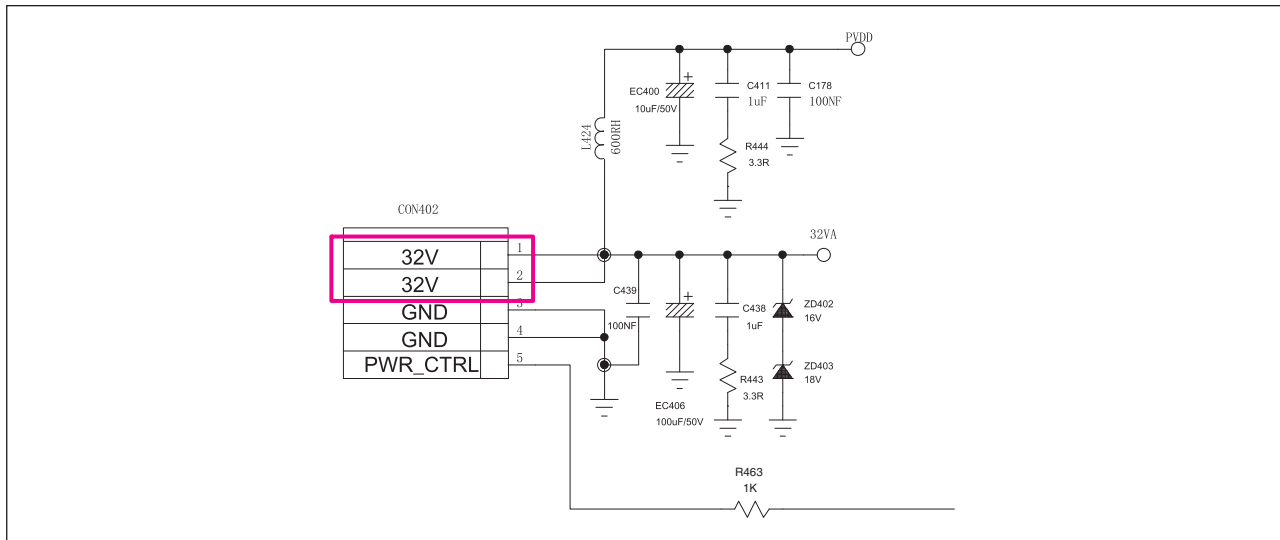 PVDD
EC400
10uF/50V
+
C411
1uF
C178
100NF
L424
600RH
R444
3.3R
CON402
32V
1
32V
2
GND
3
GND
4
PWR_CTRL
5
32VA
C439
100NF
+
EC406
100uF/50V
C438
1uF
R443
3.3R
ZD402
16V
ZD403
18V
R463
1K